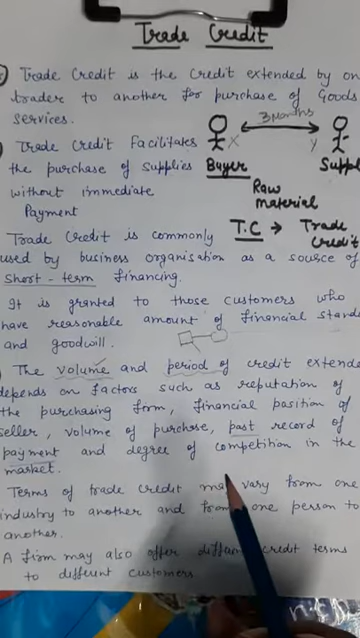 Trade Credit
Trade Credit is the credit extended by on
trader to another for purchase of Goods
Services.
3 Months
Trade Credit Facilitates
X
Y
the purchase of supplies
Buyer
Suppl
without immediate
Raw
Material
Payment
Trade Credit is commonly
T.C → Trade
Credit
used by business organisation as a source of
Short-term financing.
It is granted to those customers who
have reasonable amount of financial stand
and goodwill.
The volume and period of credit extende
depends on factors such as reputation of
the purchasing firm, financial position of
seller, volume of purchase, past record of
payment and degree of competition in the
market.
Terms of trade credit may vary from one
industry to another and from one person to
another.
A firm may also offer credit terms
to different customers